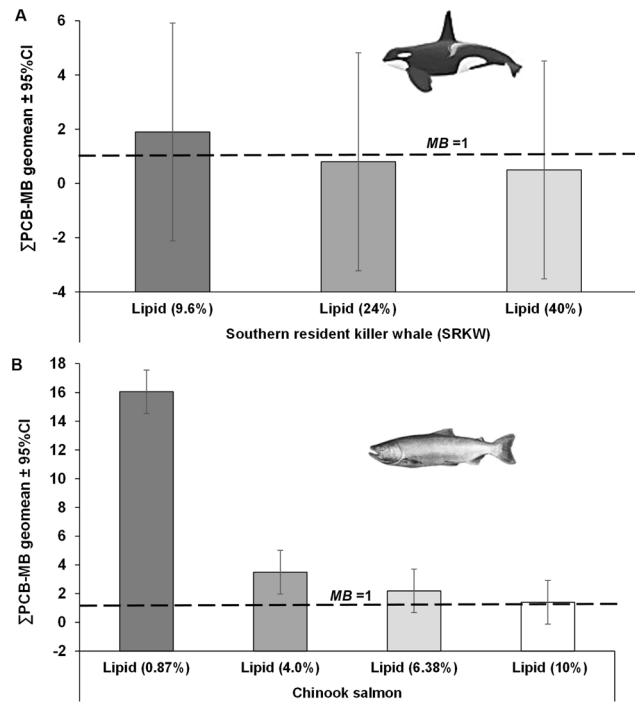 A
∑PCB-MB geomean ± 95%CI
6
4
2
0
-2
-4
MB =1
Lipid (9.6%) Lipid (24%) Lipid (40%)
Southern resident killer whale (SRKW)
B
∑PCB-MB geomean ± 95%CI
18
16
14
12
10
8
6
4
2
0
-2
MB =1
Lipid (0.87%) Lipid (4.0%) Lipid (6.38%) Lipid (10%)
Chinook salmon